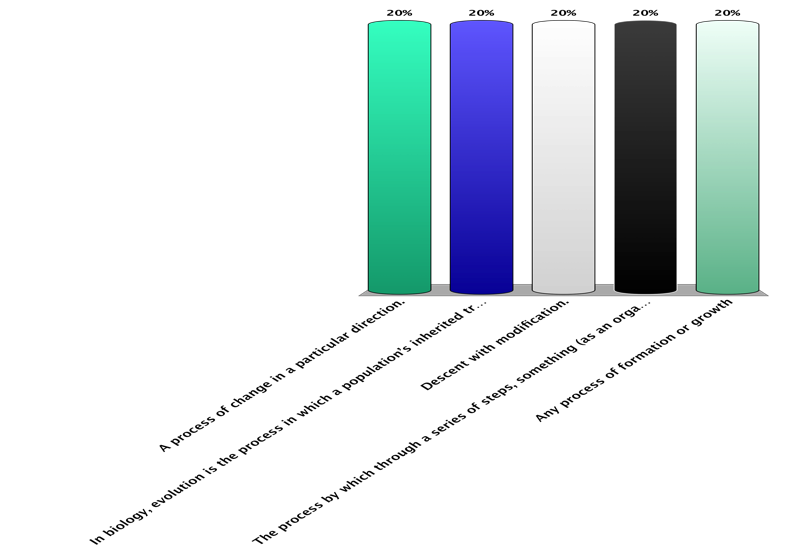 20%
20%
20%
20%
20%
A process of change in a particular direction.
In biology, evolution is the process in which a population's inherited tr...
Descent with modification.
The process by which through a series of steps, something (as an orga...
Any process of formation or growth